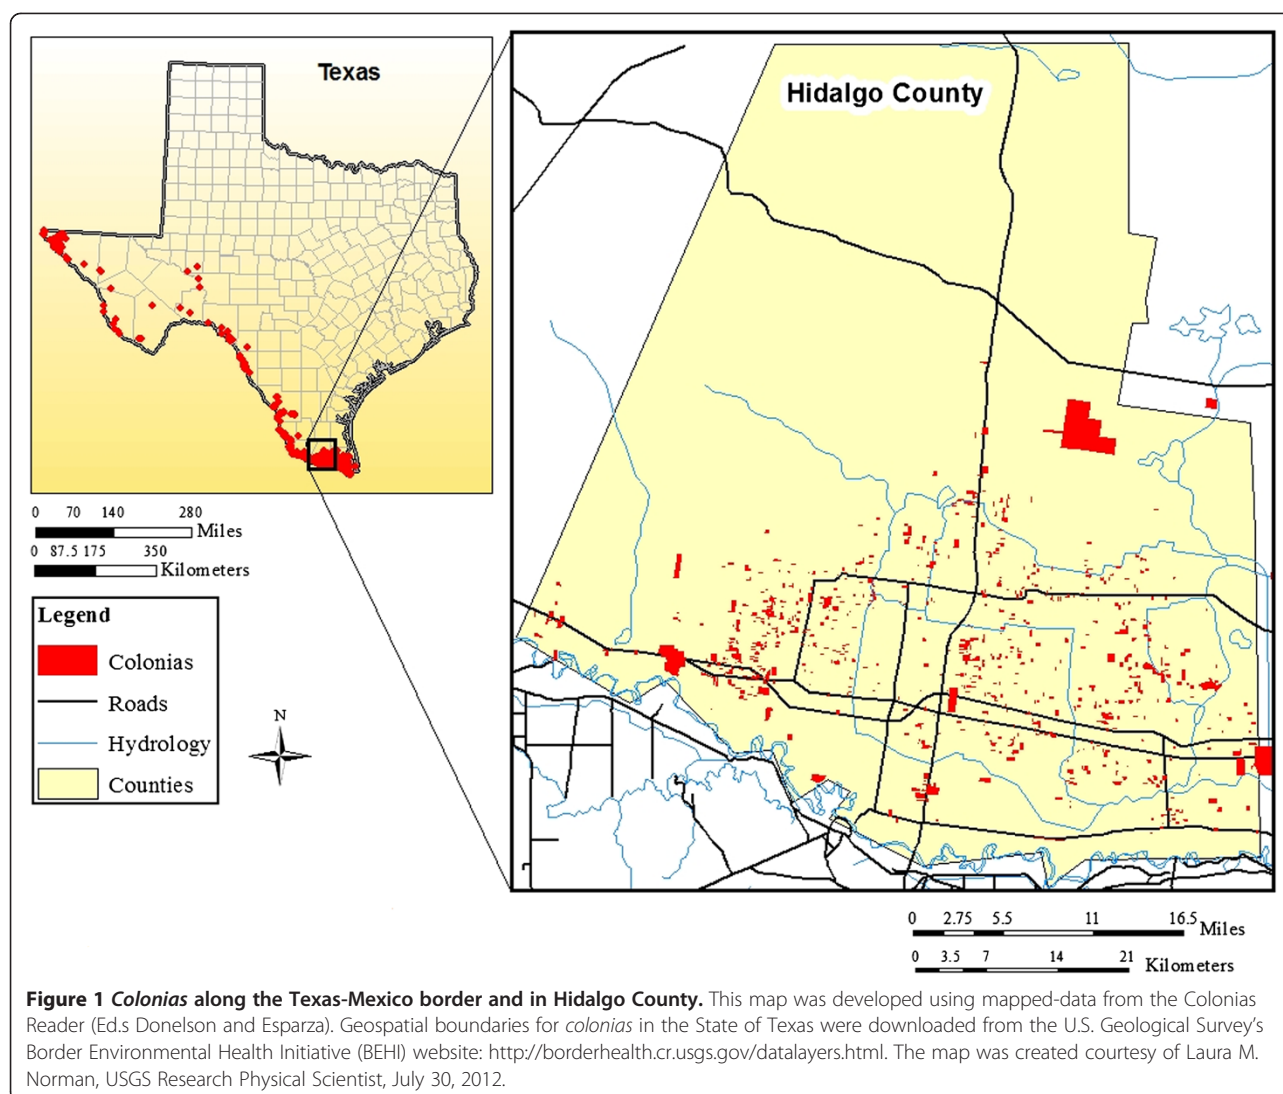 Texas
Hidalgo County
0 70 140 280 Miles
0 87.5 175 350 Kilometers
Legend
Colonias
Roads
Hydrology
Counties
N
0 2.75 5.5 11 16.5 Miles
0 3.5 7 14 21 Kilometers
Figure 1 Colonias along the Texas-Mexico border and in Hidalgo County. This map was developed using mapped-data from the Colonias
Reader (Ed.s Donelson and Esparza). Geospatial boundaries for colonias in the State of Texas were downloaded from the U.S. Geological Survey's
Border Environmental Health Initiative (BEHI) website: http://borderhealth.cr.usgs.gov/datalayers.html. The map was created courtesy of Laura M.
Norman, USGS Research Physical Scientist, July 30, 2012.